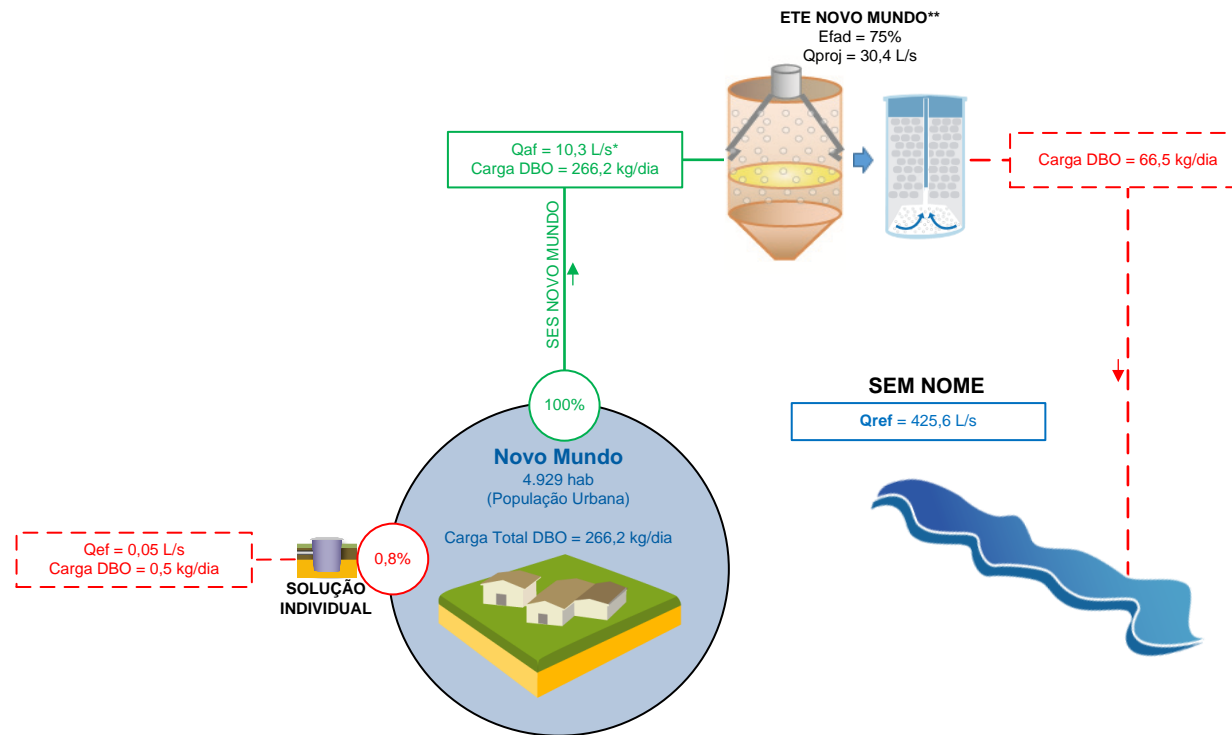 ETE NOVO MUNDO**
Efad = 75%
Qproj = 30,4 L/s
Qaf = 10,3 L/s*
Carga DBO = 266,2 kg/dia
Carga DBO = 66,5 kg/dia
SES NOVO MUNDO
SEM NOME
Qref = 425,6 L/s
100%
Novo Mundo
4.929 hab
(População Urbana)
Carga Total DBO = 266,2 kg/dia
Qef = 0,05 L/s
Carga DBO = 0,5 kg/dia
0,8%
SOLUÇÃO
INDIVIDUAL